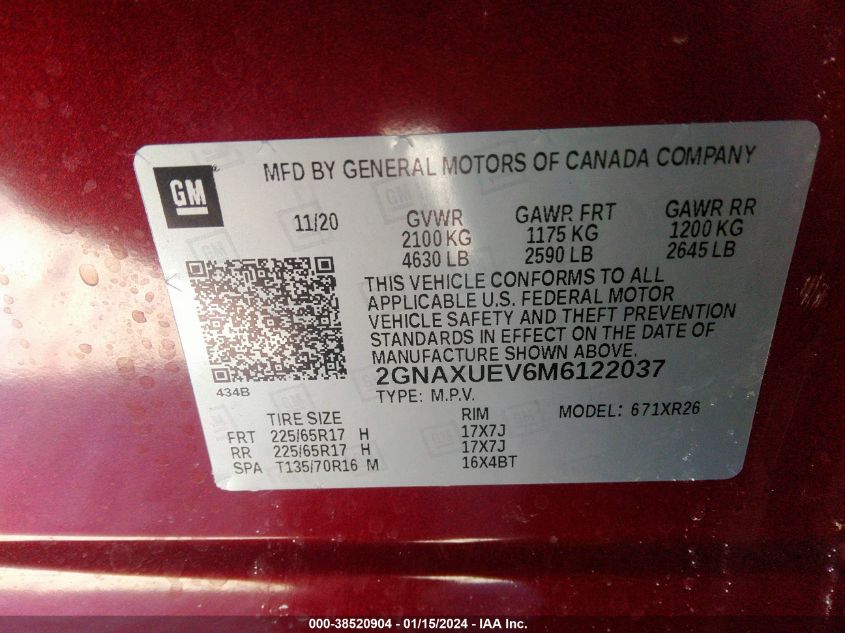 GM
MFD BY GENERAL MOTORS OF CANADA COMPANY
11/20 GVWR GAWR FRT GAWR RR
2100 KG 1175 KG 1200 KG
4630 LB 2590 LB 2645 LB
THIS VEHICLE CONFORMS TO ALL
APPLICABLE U.S. FEDERAL MOTOR
VEHICLE SAFETY AND THEFT PREVENTION
STANDARDS IN EFFECT ON THE DATE OF
MANUFACTURE SHOWN ABOVE.
434B
2GNAXUEV6M6122037
TYPE: M.P.V.
TIRE SIZE RIM MODEL: 671XR26
FRT 225/65R17 H 17X7J
RR 225/65R17 H 17X7J
SPA T135/70R16 M 16X4BT
000-38520904 - 01/15/2024 - IAA Inc.